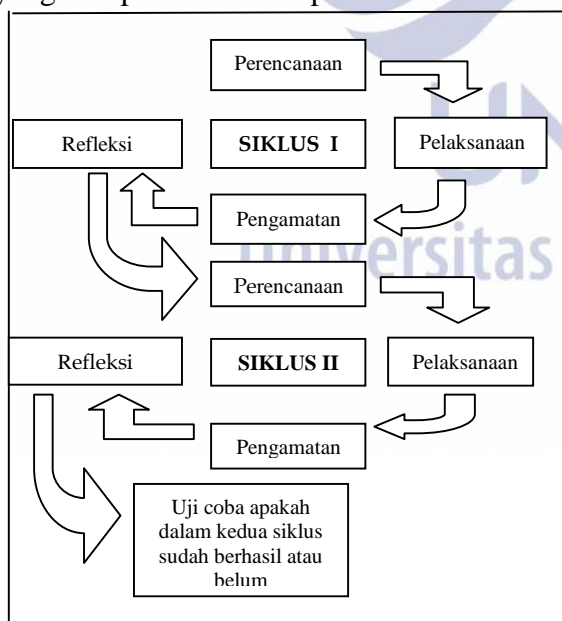 Perencanaan
Refleksi
SIKLUS I
Pelaksanaan
Pengamatan
Universitas
Perencanaan
Refleksi
SIKLUS II
Pelaksanaan
Pengamatan
Uji coba apakah
dalam kedua siklus
sudah berhasil atau
belum